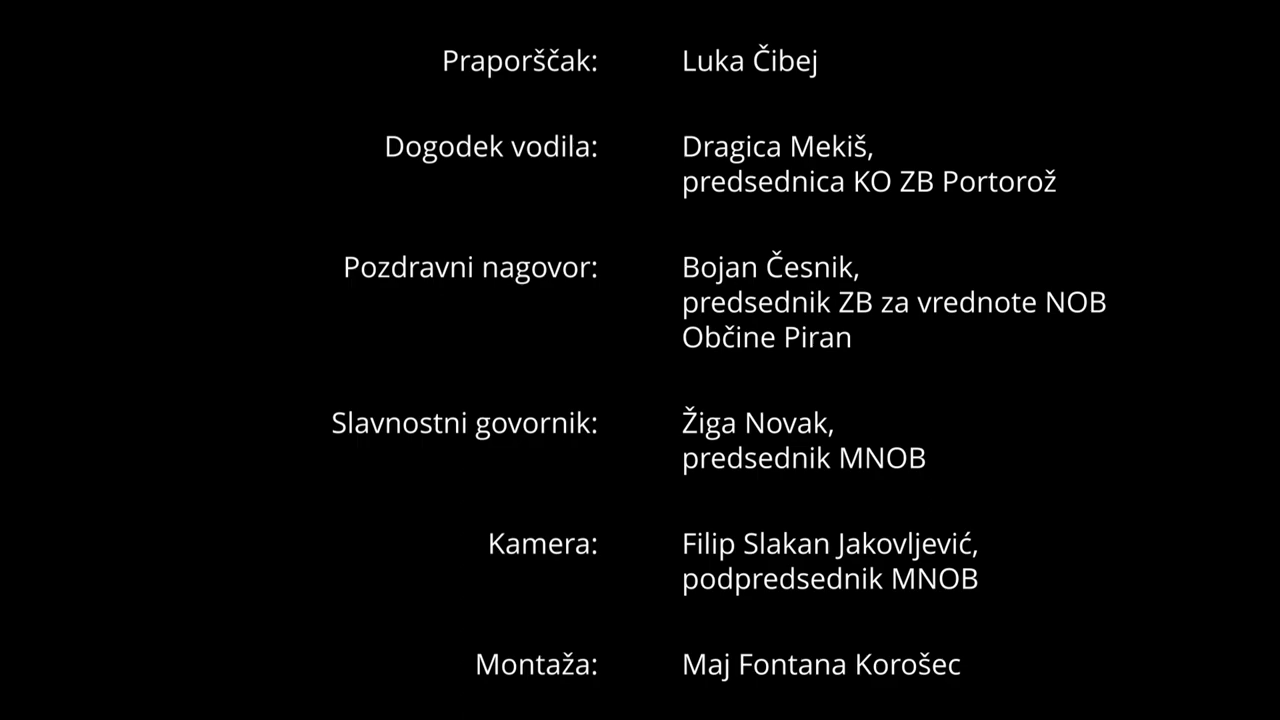 Praporščak: Luka Čibej
Dogodek vodila: Dragica Mekiš,
predsednica KO ZB Portorož
Pozdravni nagovor: Bojan Česnik,
predsednik ZB za vrednote NOB
Občine Piran
Slavnostni govornik: Žiga Novak,
predsednik MNOB
Kamera: Filip Slakan Jakovljević,
podpredsednik MNOB
Montaža: Maj Fontana Korošec